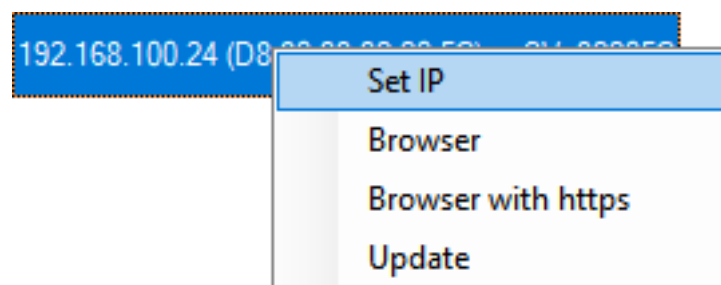 192.168.100.24 (D8
Set IP
Browser
Browser with https
Update